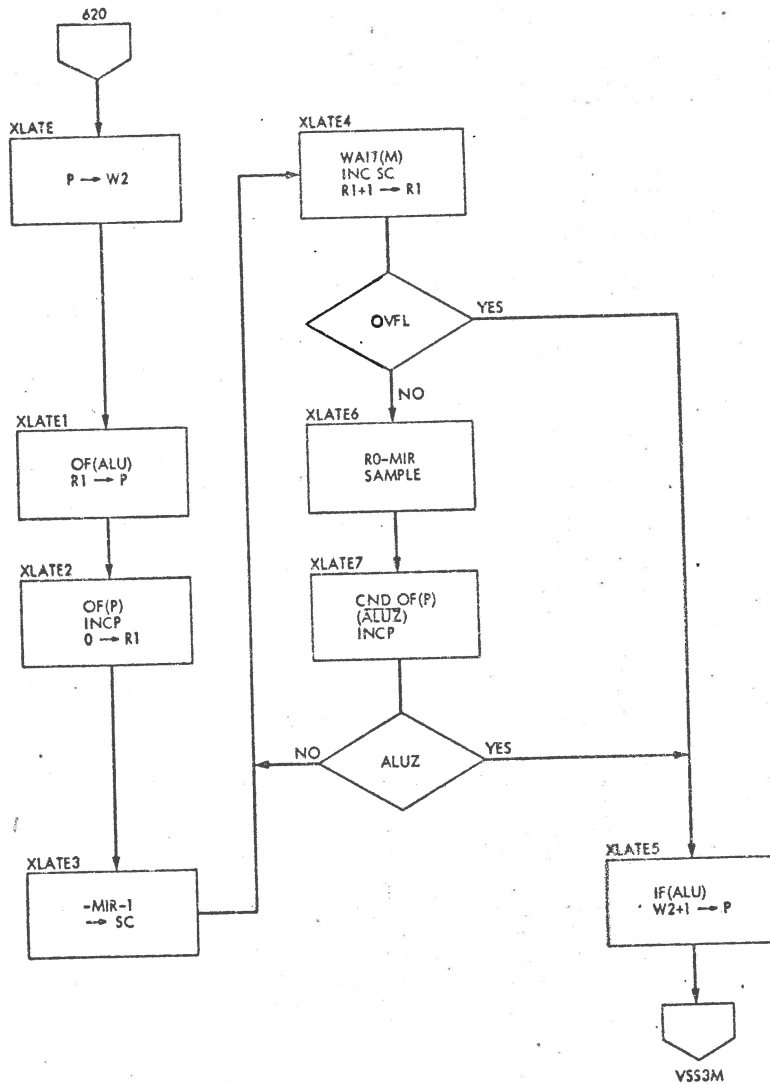 620
XLATE
P → W2
XLATE1
OF(ALU)
R1 → P
XLATE2
OF(P)
INCP
0 → R1
XLATE3
-MIR-1
→ SC
XLATE4
WAIT(M)
INC SC
R1+1 → R1
OVFL
YES
NO
XLATE6
R0-MIR
SAMPLE
XLATE7
CND OF(P)
(A̅L̅U̅Z̅)
INCP
NO
ALUZ
YES
XLATE5
IF(ALU)
W2+1 → P
VSS3M